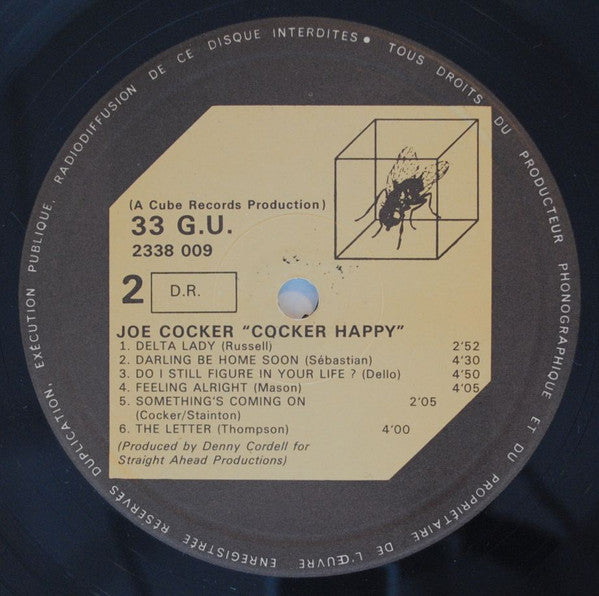 TOUS DROITS DU PRODUCTEUR PHONOGRAPHIQUE ET DU PROPRIÉTAIRE DE L'ŒUVRE ENREGISTRÉE RÉSERVÉS DUPLICATION, EXÉCUTION PUBLIQUE, RADIODIFFUSION DE CE DISQUE INTERDITES •
(A Cube Records Production)
33 G.U.
2338 009
2 D.R.
JOE COCKER "COCKER HAPPY"
1. DELTA LADY (Russell) 2'52
2. DARLING BE HOME SOON (Sébastian) 4'30
3. DO I STILL FIGURE IN YOUR LIFE ? (Dello) 4'50
4. FEELING ALRIGHT (Mason) 4'05
5. SOMETHING'S COMING ON 2'05
(Cocker/Stainton)
6. THE LETTER (Thompson) 4'00
(Produced by Denny Cordell for
Straight Ahead Productions)